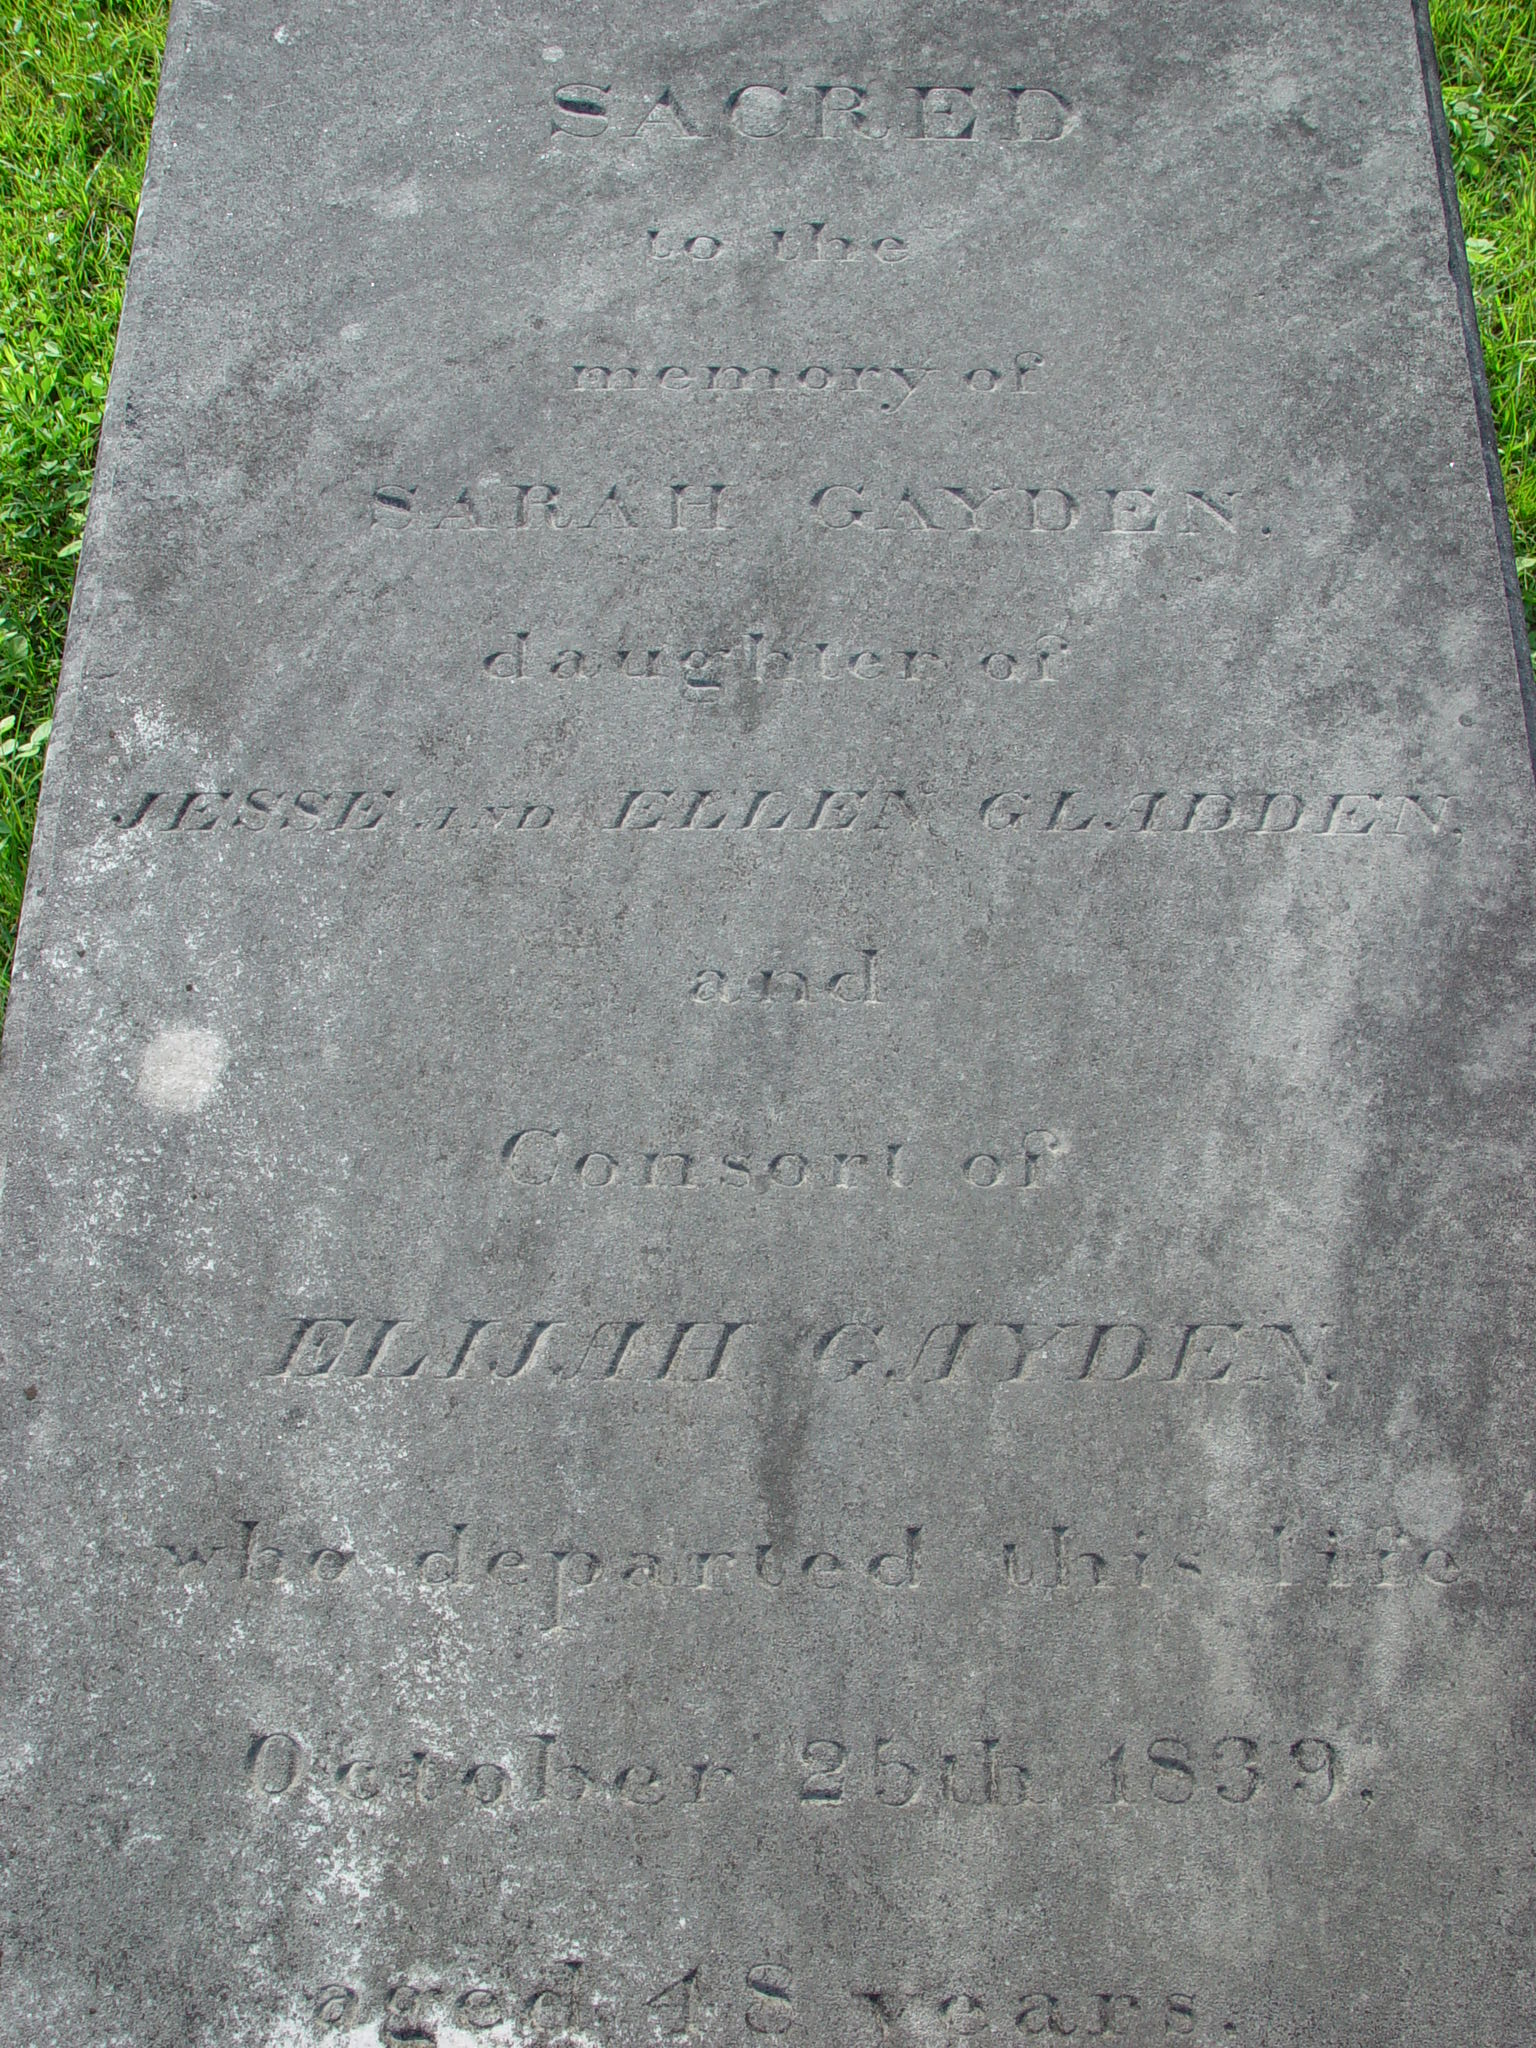 SACRED
to the
memory of
SARAH GAYDEN.
daughter of
JESSE AND ELLEN GLADDEN,
and
Consort of
ELIJAH GAYDEN,
who departed this life
October 25th 1839,
aged 48 years.